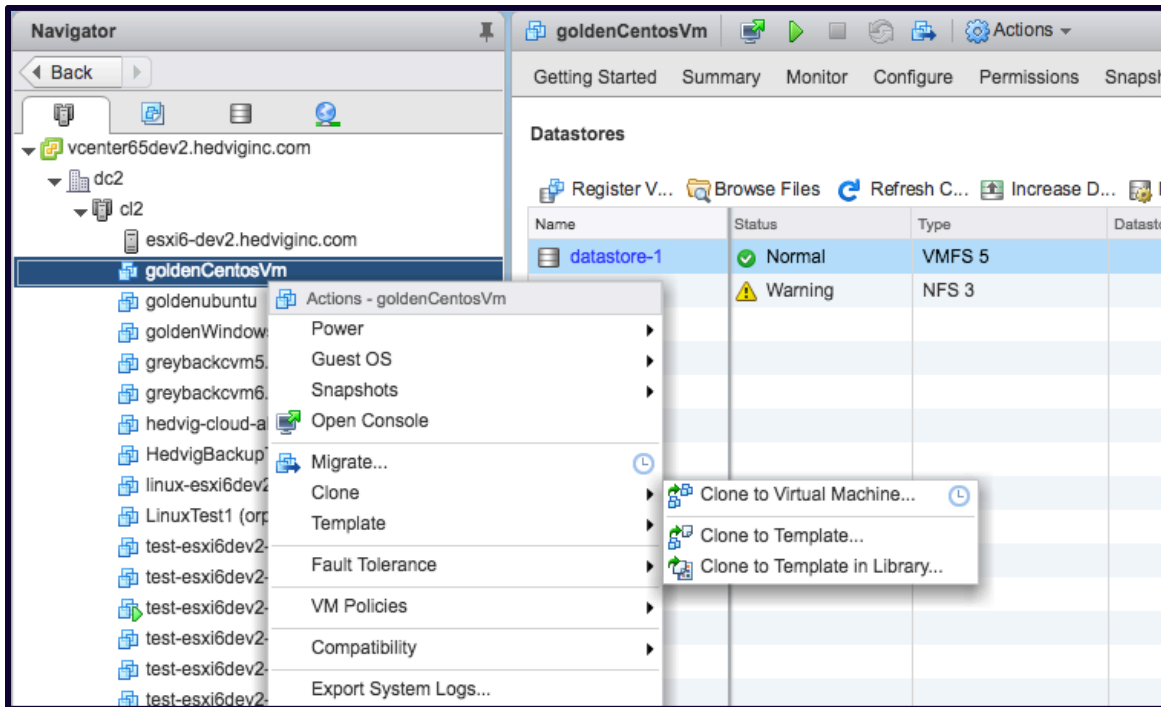 Navigator
Back
vcenter65dev2.hedviginc.com
dc2
cl2
esxi6-dev2.hedviginc.com
goldenCentosVm
goldenubuntu
goldenWindow
greybackcvm5.
greybackcvm6.
hedvig-cloud-a
HedvigBackup
linux-esxi6dev2
LinuxTest1 (orp
test-esxi6dev2-
test-esxi6dev2-
test-esxi6dev2-
test-esxi6dev2-
test-esxi6dev2-
test-esxi6dev2-
Actions - goldenCentosVm
Power
Guest OS
Snapshots
Open Console
Migrate...
Clone
Template
Fault Tolerance
VM Policies
Compatibility
Export System Logs...
Clone to Virtual Machine...
Clone to Template...
Clone to Template in Library...
goldenCentosVm Actions
Getting Started Summary Monitor Configure Permissions Snapsh
Datastores
Register V... Browse Files Refresh C... Increase D...
Name Status Type Datasto
datastore-1 Normal VMFS 5
Warning NFS 3